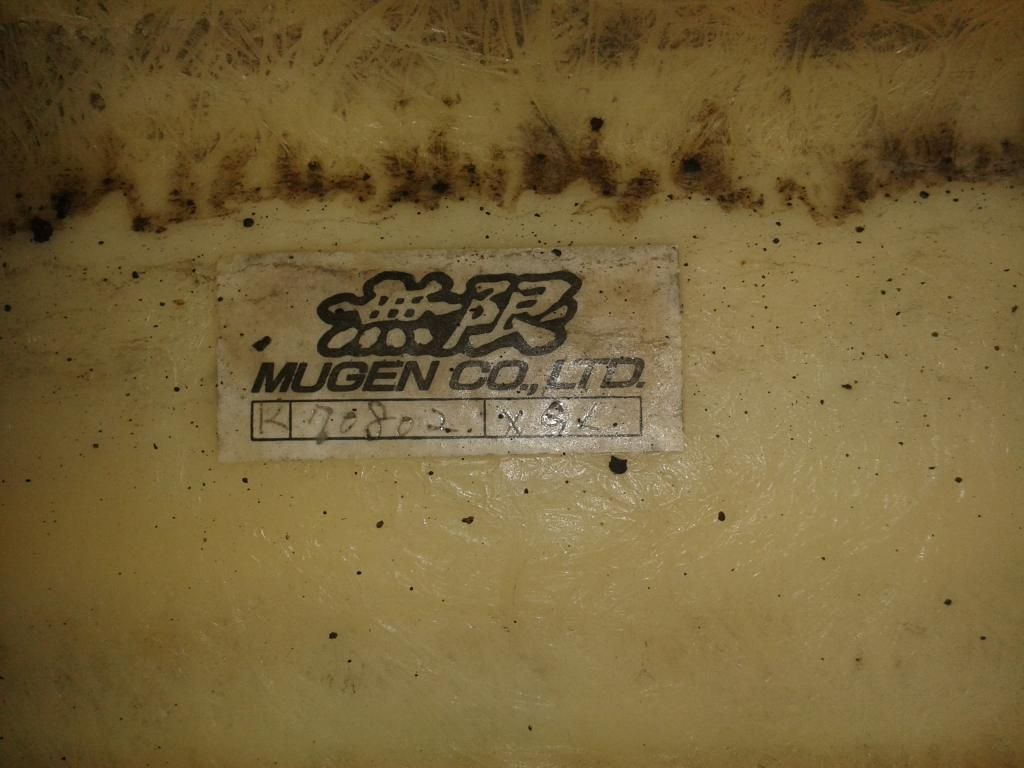 無限
MUGEN CO., LTD.
K 70802.